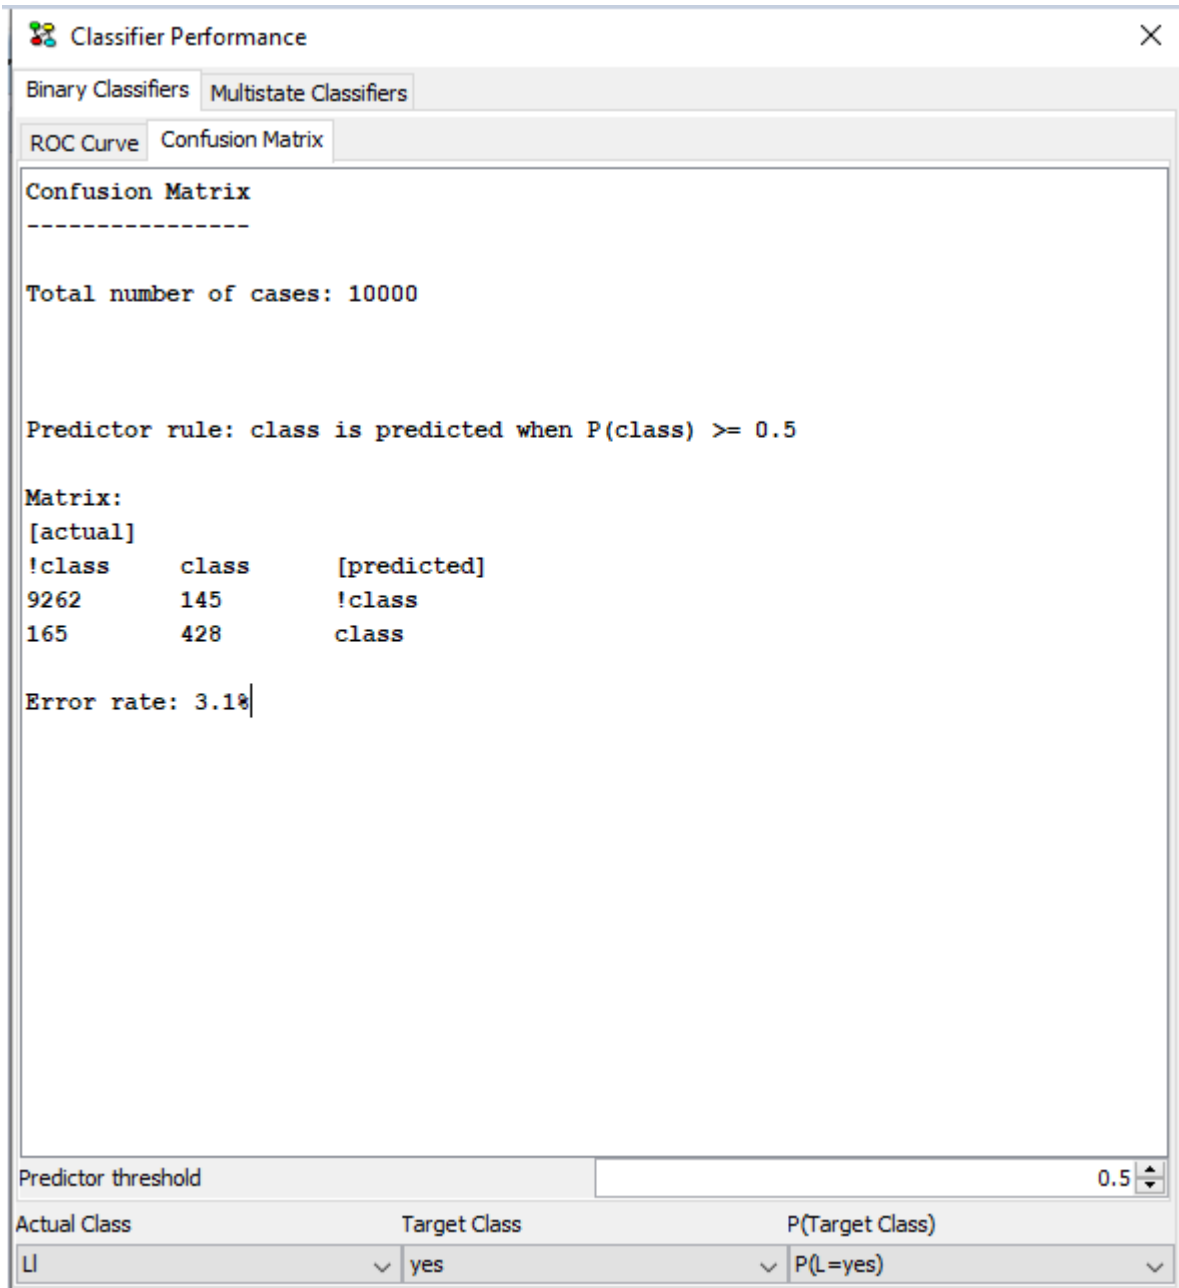 Classifier Performance
Binary Classifiers Multistate Classifiers
ROC Curve Confusion Matrix
Confusion Matrix
----------------
Total number of cases: 10000
Predictor rule: class is predicted when P(class) >= 0.5
Matrix:
[actual]
!class class [predicted]
9262 145 !class
165 428 class
Error rate: 3.1%
Predictor threshold 0.5
Actual Class Target Class P(Target Class)
Ll yes P(L=yes)